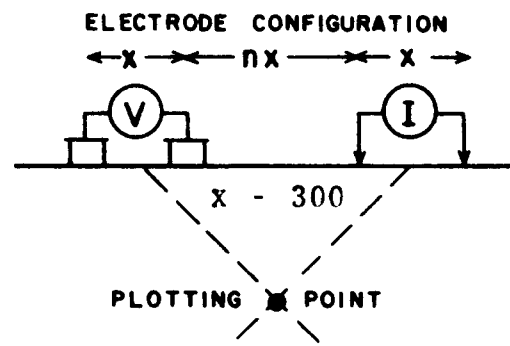 ELECTRODE CONFIGURATION
x nx x
V I
x - 300
PLOTTING POINT